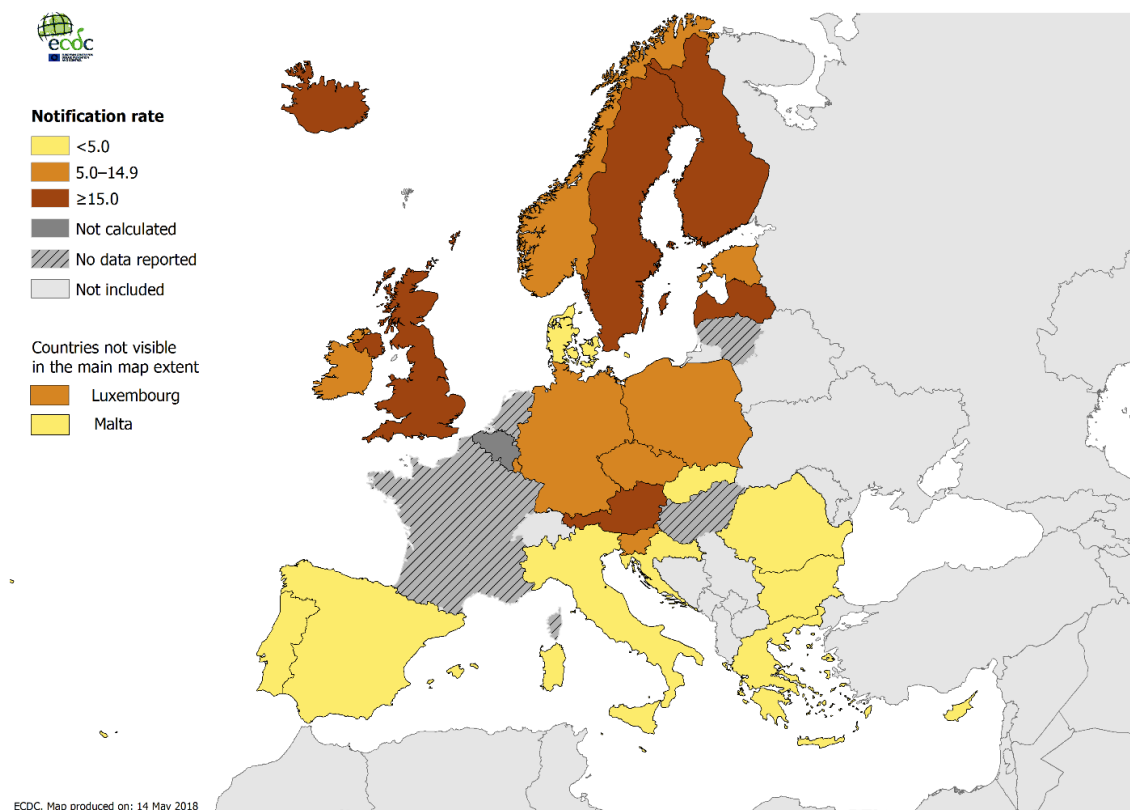 ecdc
Notification rate
<5.0
5.0–14.9
≥15.0
Not calculated
No data reported
Not included
Countries not visible
in the main map extent
Luxembourg
Malta
ECDC. Map produced on: 14 May 2018